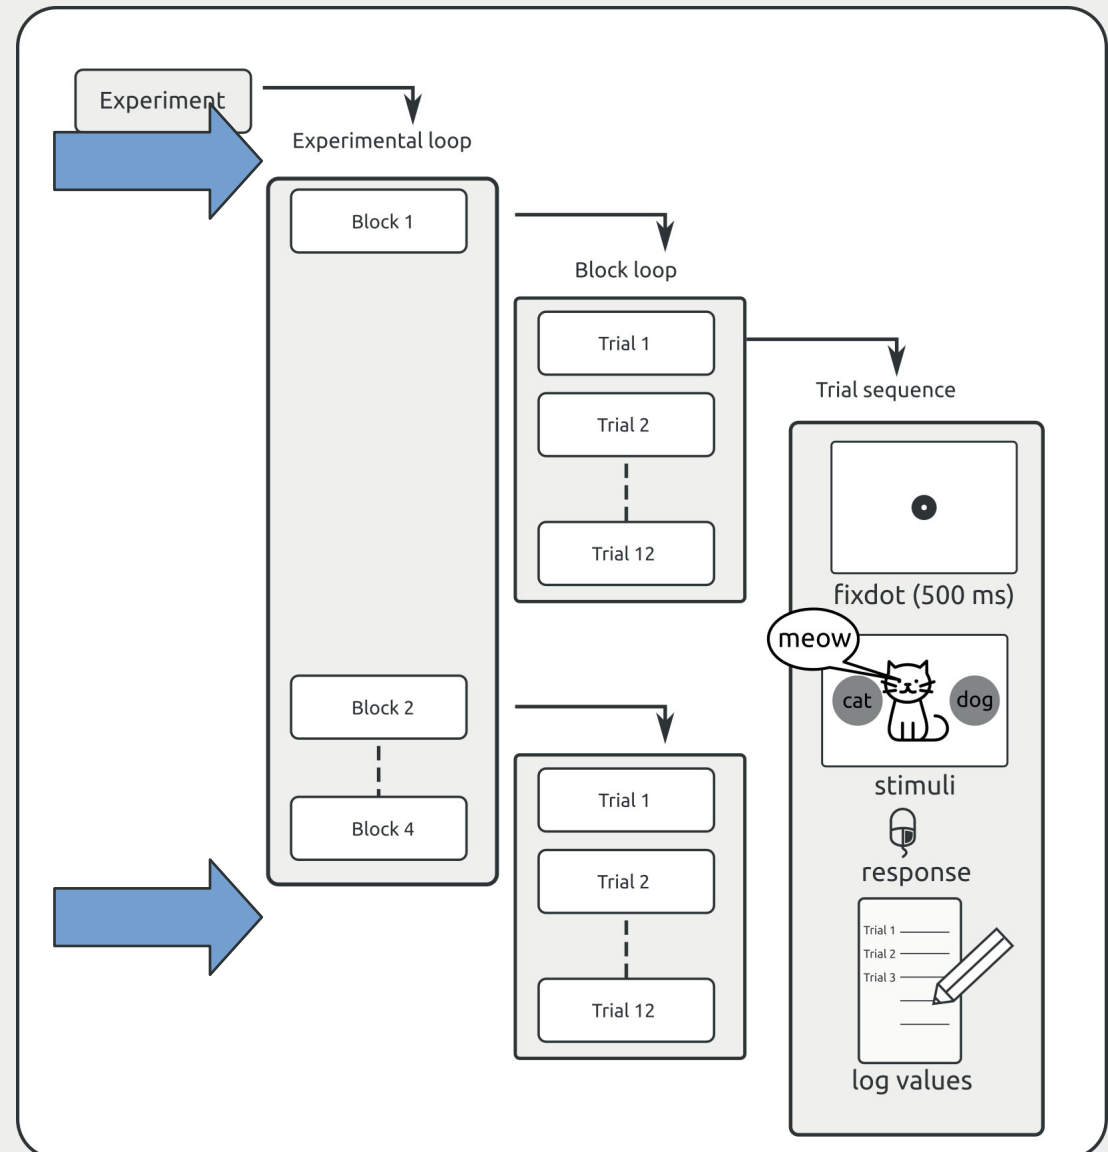 Experiment
Experimental loop
Block 1
Block loop
Trial 1
Trial 2
Trial 12
Trial sequence
fixdot (500 ms)
meow
cat
dog
stimuli
response
Trial 1
Trial 2
Trial 3
log values
Block 2
Block 4
Trial 1
Trial 2
Trial 12